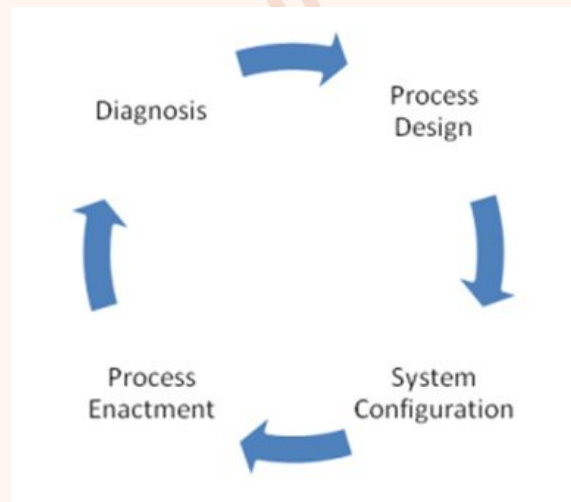 Diagnosis
Process
Design
System
Configuration
Process
Enactment